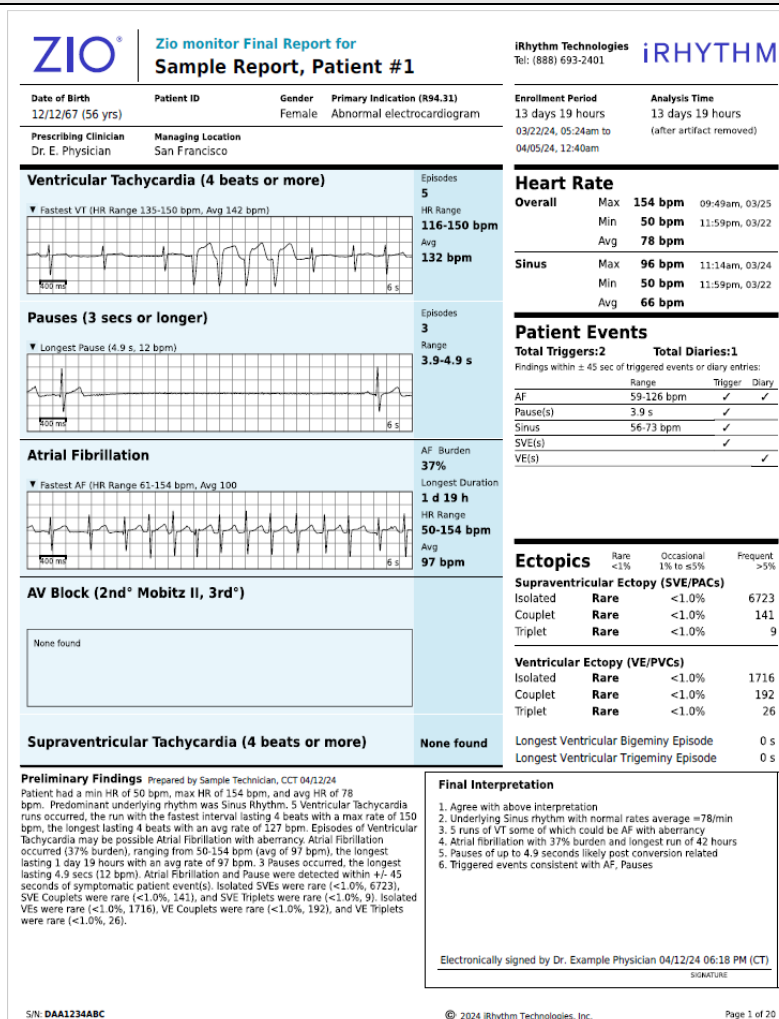 ZIO®
Zio monitor Final Report for
Sample Report, Patient #1
iRhythm Technologies
Tel: (888) 693-2401
iRHYTHM
Date of Birth
12/12/67 (56 yrs)
Patient ID
Gender
Female
Primary Indication (R94.31)
Abnormal electrocardiogram
Prescribing Clinician
Dr. E. Physician
Managing Location
San Francisco
Enrollment Period
13 days 19 hours
03/22/24, 05:24am to
04/05/24, 12:40am
Analysis Time
13 days 19 hours
(after artifact removed)
Ventricular Tachycardia (4 beats or more)
▼ Fastest VT (HR Range 135-150 bpm, Avg 142 bpm)
400 ms
6 s
Episodes
5
HR Range
116-150 bpm
Avg
132 bpm
Pauses (3 secs or longer)
▼ Longest Pause (4.9 s, 12 bpm)
400 ms
6 s
Episodes
3
Range
3.9-4.9 s
Atrial Fibrillation
▼ Fastest AF (HR Range 61-154 bpm, Avg 100
400 ms
6 s
AF Burden
37%
Longest Duration
1 d 19 h
HR Range
50-154 bpm
Avg
97 bpm
AV Block (2nd° Mobitz II, 3rd°)
None found
Supraventricular Tachycardia (4 beats or more) None found
Heart Rate
Overall Max 154 bpm 09:49am, 03/25
Min 50 bpm 11:59pm, 03/22
Avg 78 bpm
Sinus Max 96 bpm 11:14am, 03/24
Min 50 bpm 11:59pm, 03/22
Avg 66 bpm
Patient Events
Total Triggers:2 Total Diaries:1
Findings within ± 45 sec of triggered events or diary entries:
Range Trigger Diary
AF 59-126 bpm ✓ ✓
Pause(s) 3.9 s ✓
Sinus 56-73 bpm ✓
SVE(s) ✓
VE(s) ✓
Ectopics Rare <1% Occasional 1% to ≤5% Frequent >5%
Supraventricular Ectopy (SVE/PACs)
Isolated Rare <1.0% 6723
Couplet Rare <1.0% 141
Triplet Rare <1.0% 9
Ventricular Ectopy (VE/PVCs)
Isolated Rare <1.0% 1716
Couplet Rare <1.0% 192
Triplet Rare <1.0% 26
Longest Ventricular Bigeminy Episode 0 s
Longest Ventricular Trigeminy Episode 0 s
Preliminary Findings Prepared by Sample Technician, CCT 04/12/24
Patient had a min HR of 50 bpm, max HR of 154 bpm, and avg HR of 78
bpm. Predominant underlying rhythm was Sinus Rhythm. 5 Ventricular Tachycardia
runs occurred, the run with the fastest interval lasting 4 beats with a max rate of 150
bpm, the longest lasting 4 beats with an avg rate of 127 bpm. Episodes of Ventricular
Tachycardia may be possible Atrial Fibrillation with aberrancy. Atrial Fibrillation
occurred (37% burden), ranging from 50-154 bpm (avg of 97 bpm), the longest
lasting 1 day 19 hours with an avg rate of 97 bpm. 3 Pauses occurred, the longest
lasting 4.9 secs (12 bpm). Atrial Fibrillation and Pause were detected within +/- 45
seconds of symptomatic patient event(s). Isolated SVEs were rare (<1.0%, 6723),
SVE Couplets were rare (<1.0%, 141), and SVE Triplets were rare (<1.0%, 9). Isolated
VEs were rare (<1.0%, 1716), VE Couplets were rare (<1.0%, 192), and VE Triplets
were rare (<1.0%, 26).
Final Interpretation
1. Agree with above interpretation
2. Underlying Sinus rhythm with normal rates average =78/min
3. 5 runs of VT some of which could be AF with aberrancy
4. Atrial fibrillation with 37% burden and longest run of 42 hours
5. Pauses of up to 4.9 seconds likely post conversion related
6. Triggered events consistent with AF, Pauses
Electronically signed by Dr. Example Physician 04/12/24 06:18 PM (CT)
SIGNATURE
S/N: DAA1234ABC
© 2024 iRhythm Technologies, Inc.
Page 1 of 20